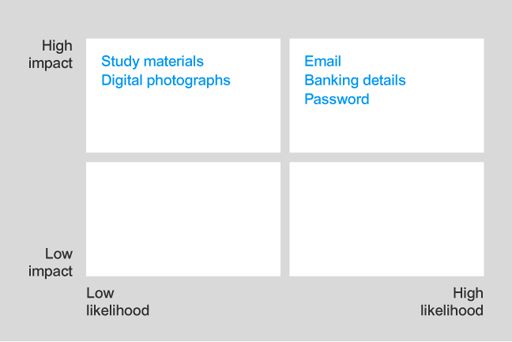 High
impact
Study materials
Digital photographs
Email
Banking details
Password
Low
impact
Low
likelihood
High
likelihood